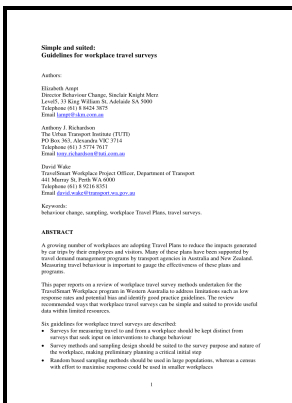 Simple and suited:
Guidelines for workplace travel surveys
Authors:
Elizabeth Ampt
Director Behaviour Change, Sinclair Knight Merz
Level5, 33 King William St, Adelaide SA 5000
Telephone (61) 8 8424 3875
Email lampt@skm.com.au
Anthony J. Richardson
The Urban Transport Institute (TUTI)
PO Box 363, Alexandra VIC 3714
Telephone (61) 3 5774 7617
Email tony.richardson@tuti.com.au
David Wake
TravelSmart Workplace Project Officer, Department of Transport
441 Murray St, Perth WA 6000
Telephone (61) 8 9216 8351
Email david.wake@transport.wa.gov.au
Keywords:
behaviour change, sampling, workplace Travel Plans, travel surveys.
ABSTRACT
A growing number of workplaces are adopting Travel Plans to reduce the impacts generated
by car trips by their employees and visitors. Many of these plans have been supported by
travel demand management programs by transport agencies in Australia and New Zealand.
Measuring travel behaviour is important to gauge the effectiveness of these plans and
programs.
This paper reports on a review of workplace travel survey methods undertaken for the
TravelSmart Workplace program in Western Australia to address limitations such as low
response rates and potential bias and identify good practice guidelines. The review
recommended ways that workplace travel surveys can be simple and suited to provide useful
data within limited resources.
Six guidelines for workplace travel surveys are described:
• Surveys for measuring travel to and from a workplace should be kept distinct from
surveys that seek input on interventions to change behaviour
• Survey methods and sampling design should be suited to the survey purpose and nature of
the workplace, making preliminary planning a critical initial step
• Random based sampling methods should be used in large populations, whereas a census
with effort to maximise response could be used in smaller workplaces
1